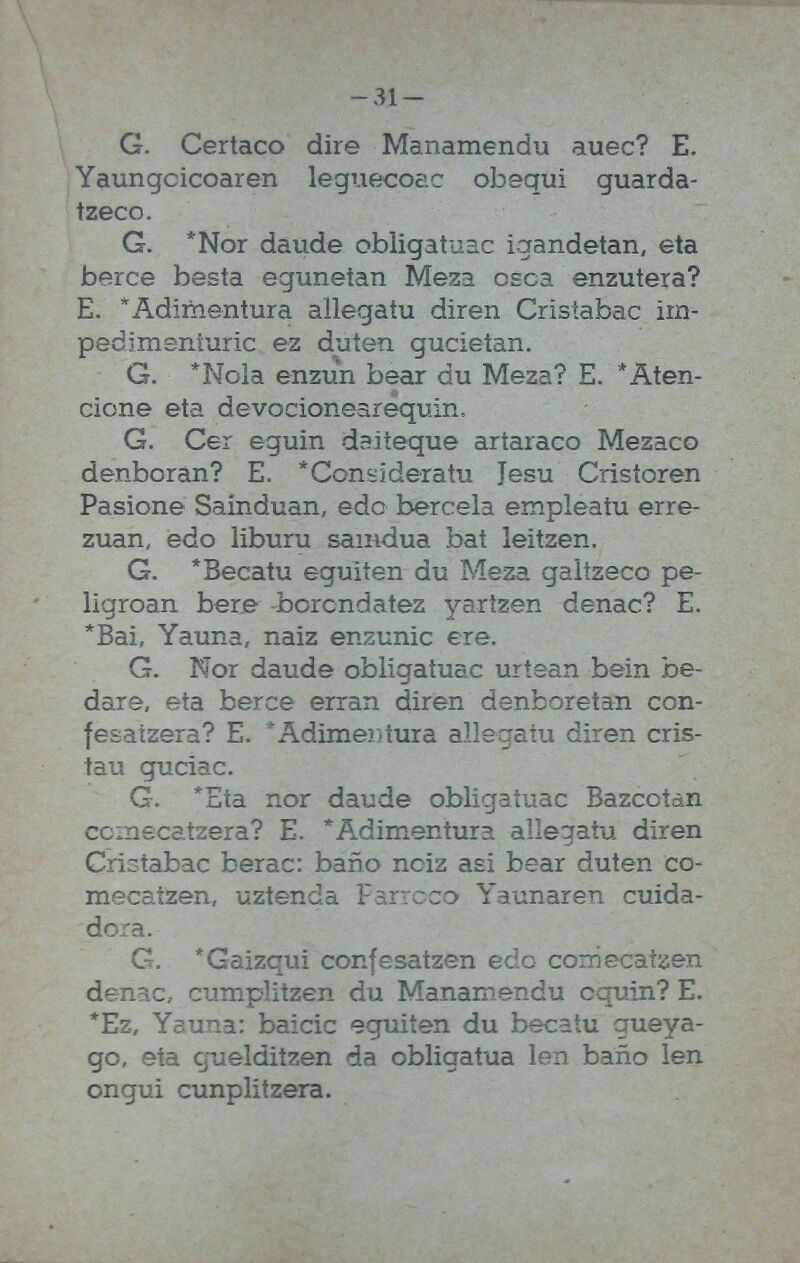 -31-
G. Certaco dire Manamendu auec? E.
Yaungoicoaren leguecoac obequi guarda-
tzeco.
G. *Nor daude obligatuac igandetan, eta
berce besta egunetan Meza osca enzutera?
E. *Adimentura allegatu diren Cristabac im-
pedimenturic ez duten gucietan.
G. *Nola enzun bear du Meza? E. *Aten-
cione eta devocionearequin.
G. Cer eguin daiteque artaraco Mezaco
denboran? E. *Consideratu Jesu Cristoren
Pasione Sainduan, edo bercela empleatu erre-
zuan, edo liburu saindua bat leitzen.
G. *Becatu eguiten du Meza galtzeco pe-
ligroan bere borondatez yartzen denac? E.
*Bai, Yauna, naiz enzunic ere.
G. Nor daude obligatuac urtean bein be-
dare, eta berce erran diren denboretan con-
fesatzera? E. *Adimentura allegatu diren cris-
tau guciac.
G. *Eta nor daude obligatuac Bazcotan
comecatzera? E. *Adimentura allegatu diren
Cristabac berac: baño noiz asi bear duten co-
mecatzen, uztenda Parroco Yaunaren cuida-
dora.
G. *Gaizqui confesatzen edo comecatzen
denac, cumplitzen du Manamendu oquin? E.
*Ez, Yauna: baicic eguiten du becatu gueya-
go, eta guelditzen da obligatua len baño len
ongui cunplitzera.